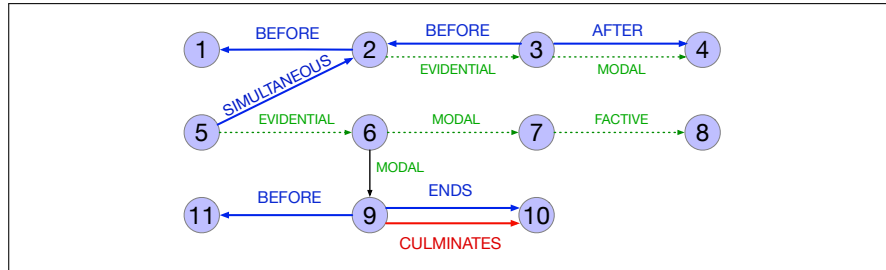 BEFORE BEFORE AFTER
1 2 3 4
EVIDENTIAL MODAL
SIMULTANEOUS
EVIDENTIAL MODAL FACTIVE
5 6 7 8
MODAL
BEFORE ENDS
11 9 10
CULMINATES